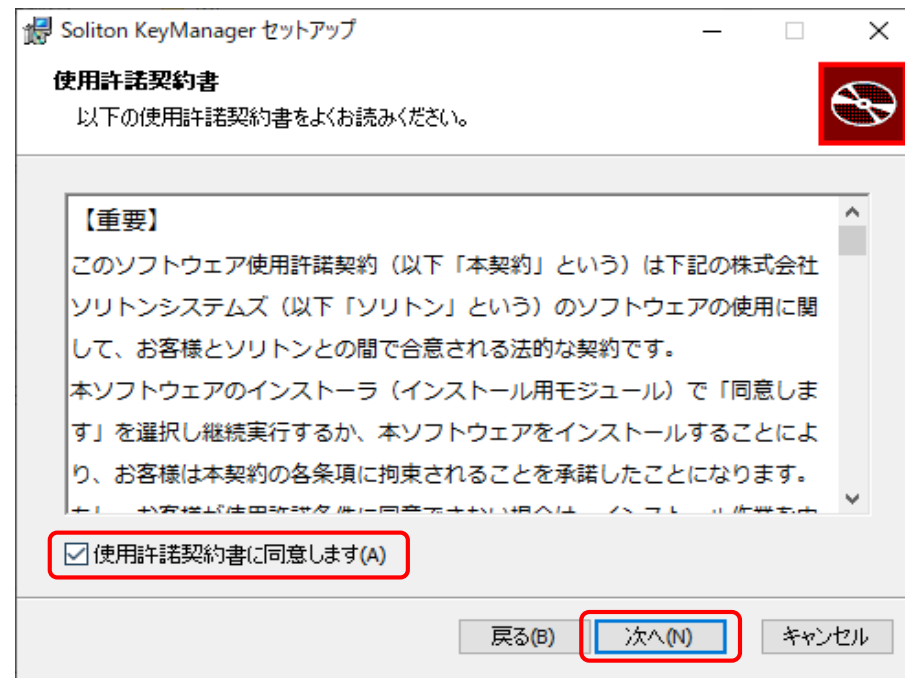 Soliton KeyManager セットアップ
使用許諾契約書
以下の使用許諾契約書をよくお読みください。
【重要】
このソフトウェア使用許諾契約（以下「本契約」という）は下記の株式会社
ソリトンシステムズ（以下「ソリトン」という）のソフトウェアの使用に関
して、お客様とソリトンとの間で合意される法的な契約です。
本ソフトウェアのインストーラ（インストール用モジュール）で「同意しま
す」を選択し継続実行するか、本ソフトウェアをインストールすることによ
り、お客様は本契約の各条項に拘束されることを承諾したことになります。
使用許諾契約書に同意します(A)
戻る(B)
次へ(N)
キャンセル